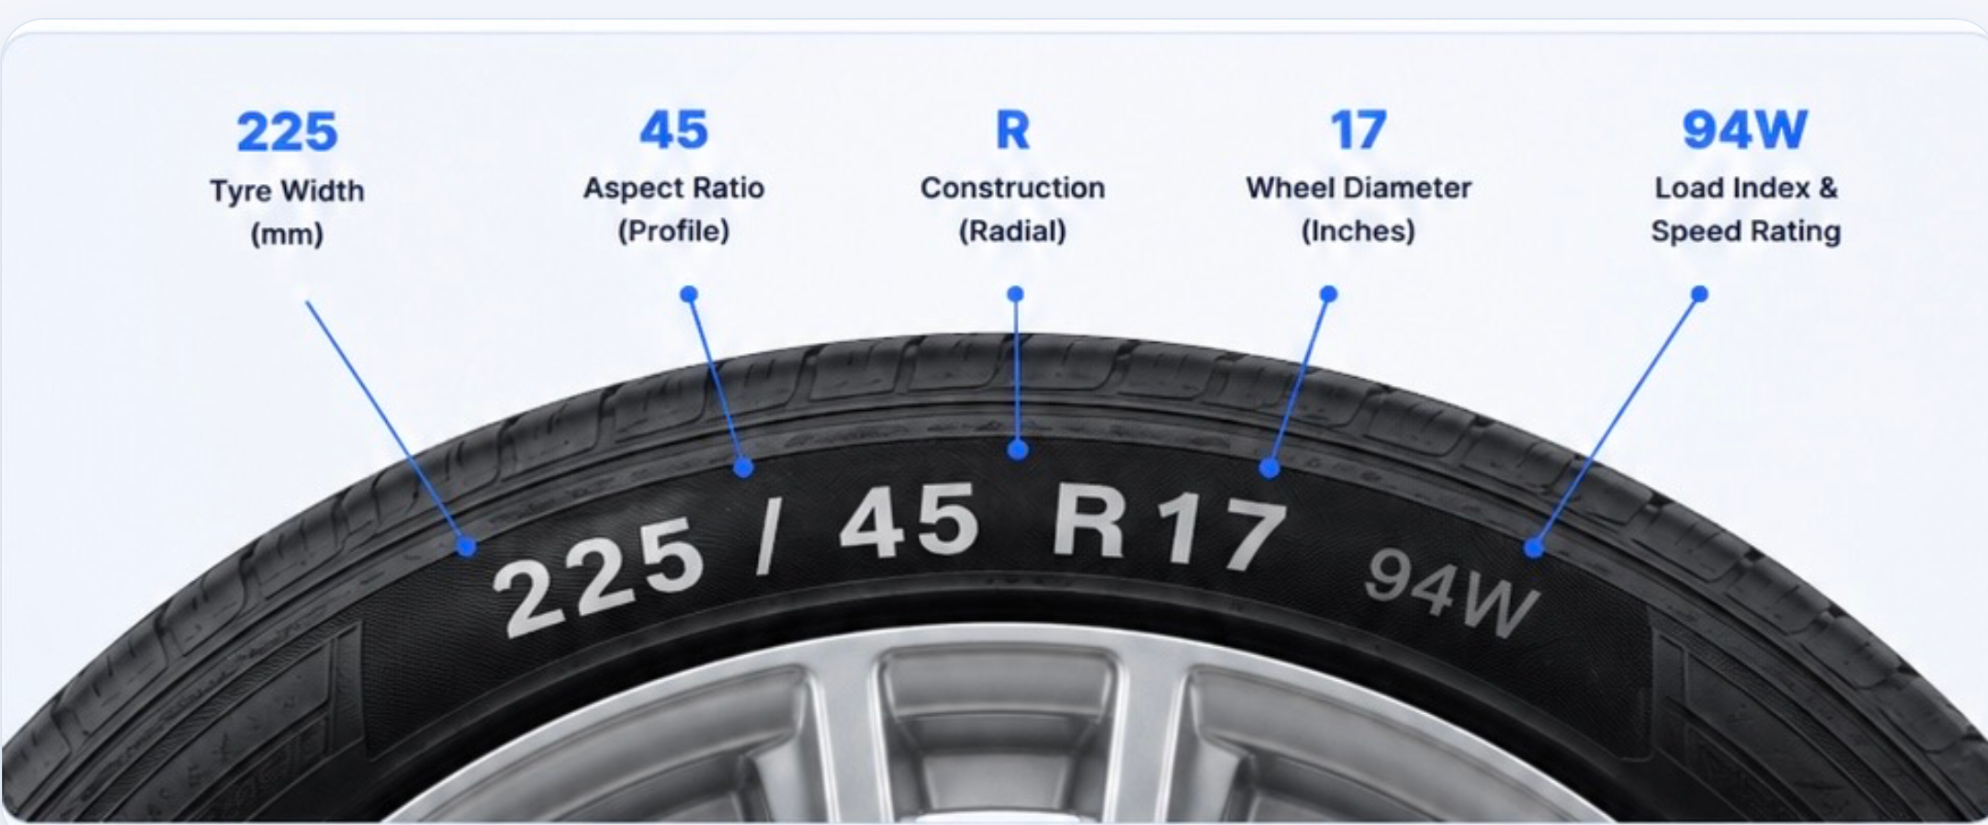 225
Tyre Width
(mm)
45
Aspect Ratio
(Profile)
R
Construction
(Radial)
17
Wheel Diameter
(Inches)
94W
Load Index &
Speed Rating
225 / 45 R17 94W